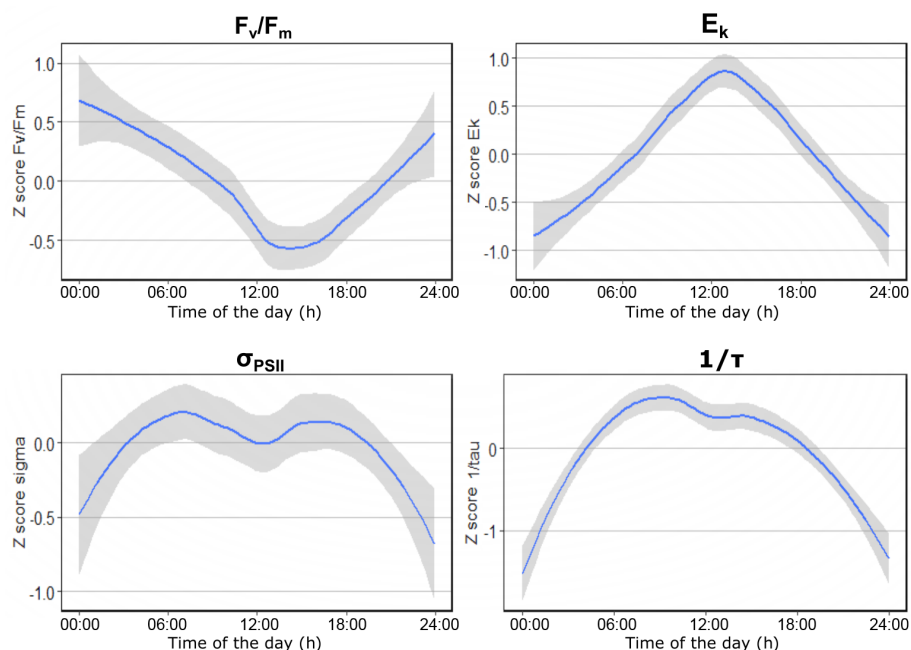 Fv/Fm
Z score Fv/Fm
1.0
0.5
0.0
-0.5
00:00 06:00 12:00 18:00 24:00
Time of the day (h)
Ek
Z score Ek
1.0
0.5
0.0
-0.5
-1.0
00:00 06:00 12:00 18:00 24:00
Time of the day (h)
σPSII
Z score sigma
0.0
-0.5
-1.0
00:00 06:00 12:00 18:00 24:00
Time of the day (h)
1/τ
Z score 1/tau
0
-1
00:00 06:00 12:00 18:00 24:00
Time of the day (h)